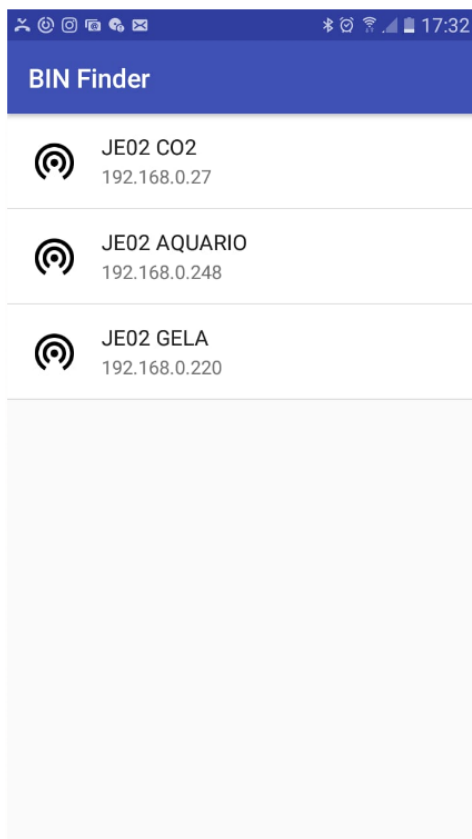 17:32
BIN Finder
JE02 CO2
192.168.0.27
JE02 AQUARIO
192.168.0.248
JE02 GELA
192.168.0.220